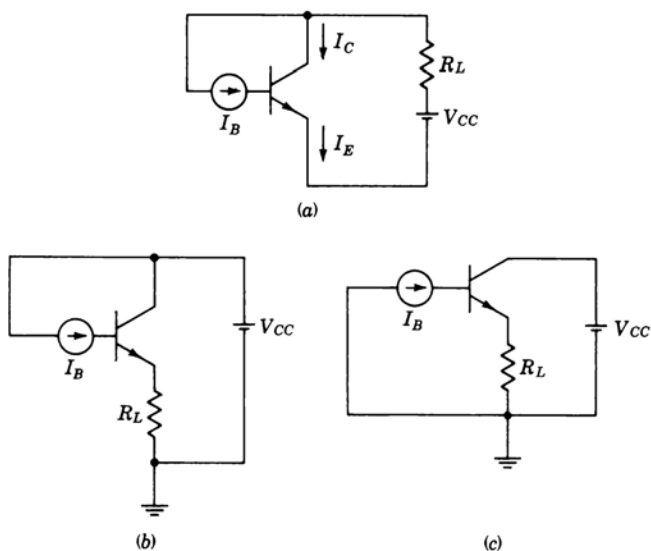 I_C
R_L
I_B
V_CC
I_E
(a)
V_CC
I_B
R_L
(b)
I_B
V_CC
R_L
(c)